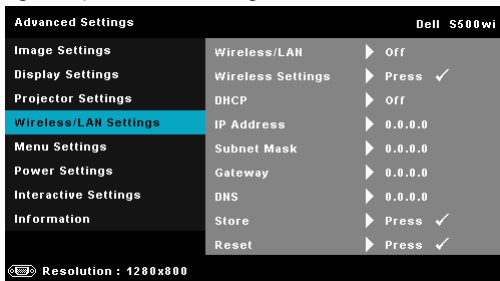 Advanced Settings Dell S500wi
Image Settings
Display Settings
Projector Settings
Wireless/LAN Settings
Menu Settings
Power Settings
Interactive Settings
Information
Wireless/LAN Off
Wireless Settings Press ✓
DHCP Off
IP Address 0.0.0.0
Subnet Mask 0.0.0.0
Gateway 0.0.0.0
DNS 0.0.0.0
Store Press ✓
Reset Press ✓
Resolution : 1280x800